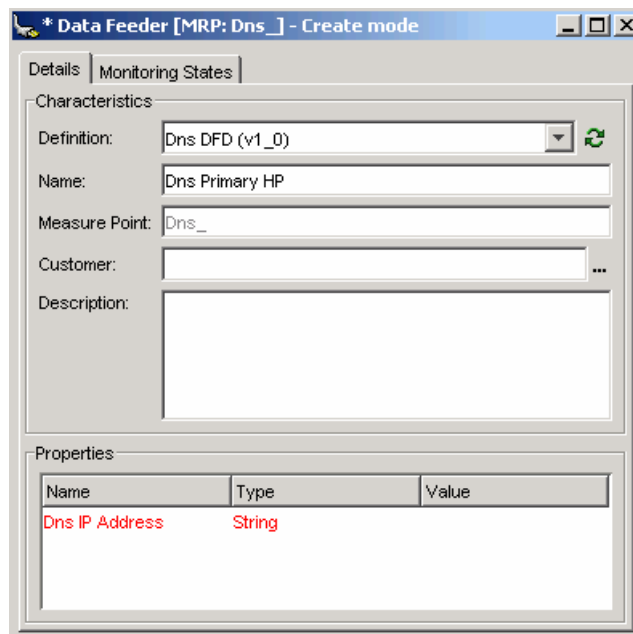 * Data Feeder [MRP: Dns_] - Create mode
Details Monitoring States
Characteristics
Definition: Dns DFD (v1_0)
Name: Dns Primary HP
Measure Point: Dns_
Customer: ...
Description:
Properties
Name Type Value
Dns IP Address String